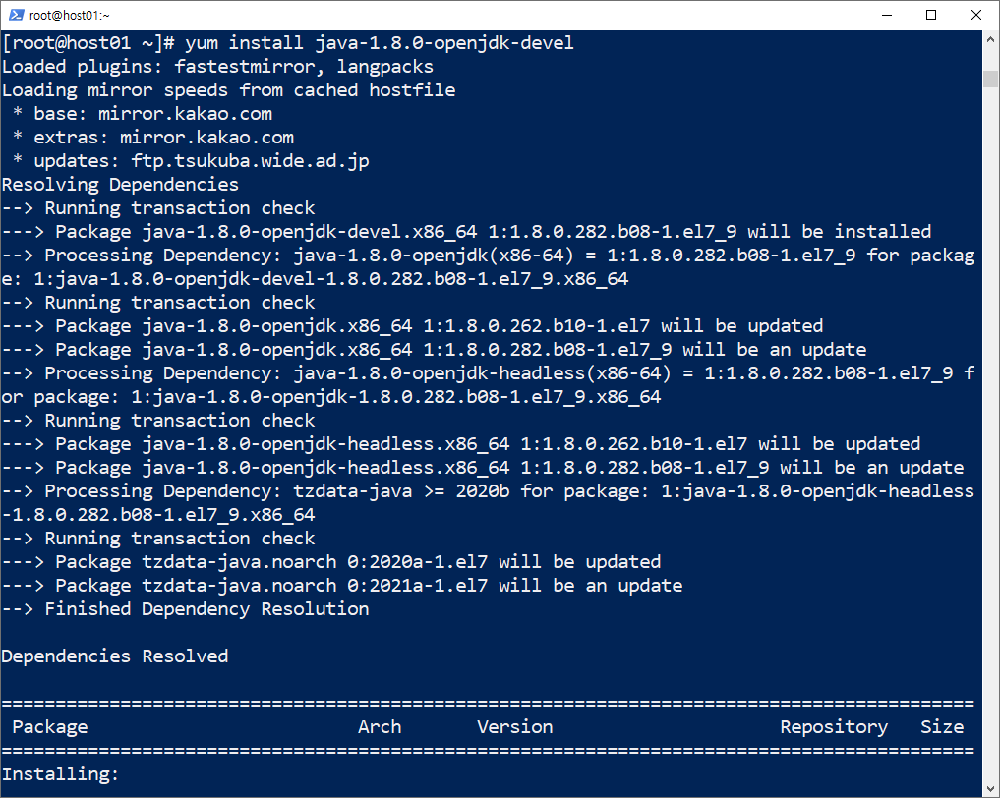 root@host01:~
[root@host01 ~]# yum install java-1.8.0-openjdk-devel
Loaded plugins: fastestmirror, langpacks
Loading mirror speeds from cached hostfile
 * base: mirror.kakao.com
 * extras: mirror.kakao.com
 * updates: ftp.tsukuba.wide.ad.jp
Resolving Dependencies
--> Running transaction check
---> Package java-1.8.0-openjdk-devel.x86_64 1:1.8.0.282.b08-1.el7_9 will be installed
--> Processing Dependency: java-1.8.0-openjdk(x86-64) = 1:1.8.0.282.b08-1.el7_9 for packag
e: 1:java-1.8.0-openjdk-devel-1.8.0.282.b08-1.el7_9.x86_64
--> Running transaction check
---> Package java-1.8.0-openjdk.x86_64 1:1.8.0.262.b10-1.el7 will be updated
---> Package java-1.8.0-openjdk.x86_64 1:1.8.0.282.b08-1.el7_9 will be an update
--> Processing Dependency: java-1.8.0-openjdk-headless(x86-64) = 1:1.8.0.282.b08-1.el7_9 f
or package: 1:java-1.8.0-openjdk-1.8.0.282.b08-1.el7_9.x86_64
--> Running transaction check
---> Package java-1.8.0-openjdk-headless.x86_64 1:1.8.0.262.b10-1.el7 will be updated
---> Package java-1.8.0-openjdk-headless.x86_64 1:1.8.0.282.b08-1.el7_9 will be an update
--> Processing Dependency: tzdata-java >= 2020b for package: 1:java-1.8.0-openjdk-headless
-1.8.0.282.b08-1.el7_9.x86_64
--> Running transaction check
---> Package tzdata-java.noarch 0:2020a-1.el7 will be updated
---> Package tzdata-java.noarch 0:2021a-1.el7 will be an update
--> Finished Dependency Resolution
Dependencies Resolved
==========================================================================================
 Package                         Arch       Version                     Repository   Size
==========================================================================================
Installing: